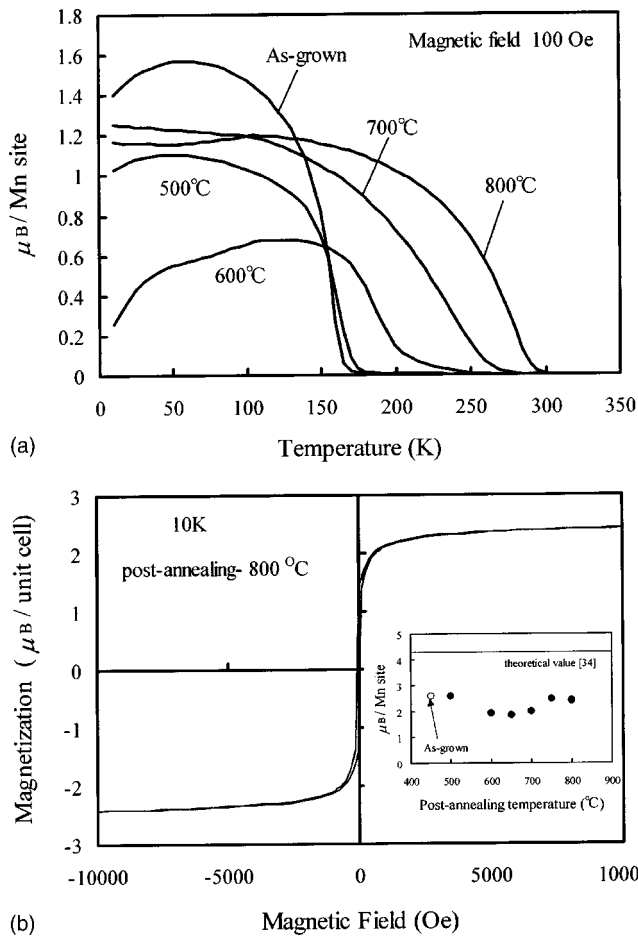 1.8
1.6
1.4
1.2
1
0.8
0.6
0.4
0.2
0
μB / Mn site
Magnetic field 100 Oe
As-grown
700℃
800℃
500℃
600℃
0 50 100 150 200 250 300 350
(a) Temperature (K)
3
2
1
0
-1
-2
-3
Magnetization ( μB / unit cell)
10K
post-annealing- 800 ℃
5
4
3
2
1
0
μB / Mn site
theoretical value [34]
As-grown
400 500 600 700 800 900
Post-annealing temperature (℃)
-10000 -5000 0 5000 1000
(b) Magnetic Field (Oe)